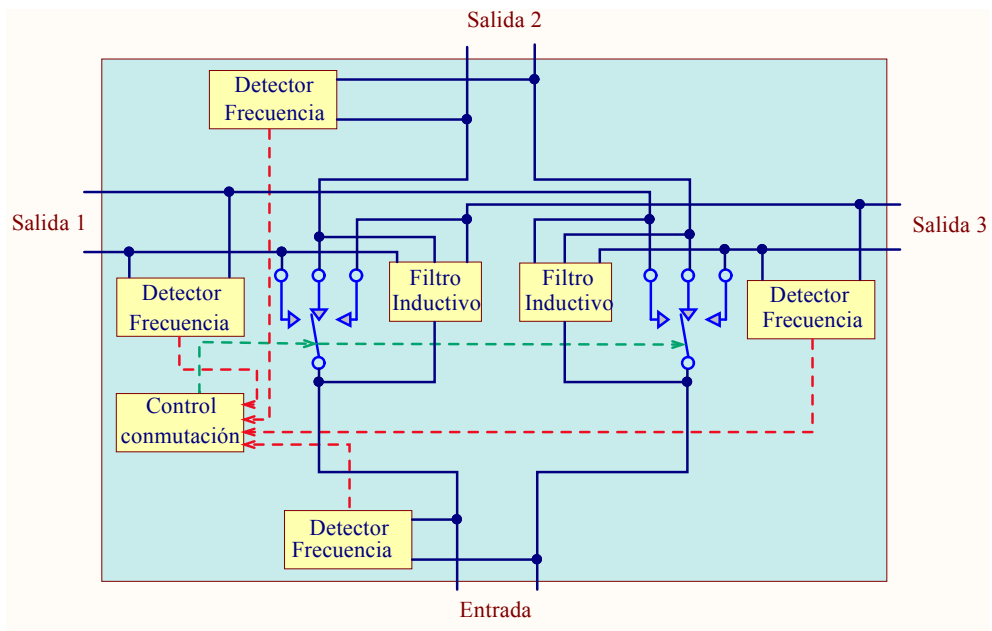 Salida 2
Detector
Frecuencia
Salida 1
Salida 3
Filtro
Inductivo
Filtro
Inductivo
Detector
Frecuencia
Detector
Frecuencia
Control
conmutación
Detector
Frecuencia
Entrada